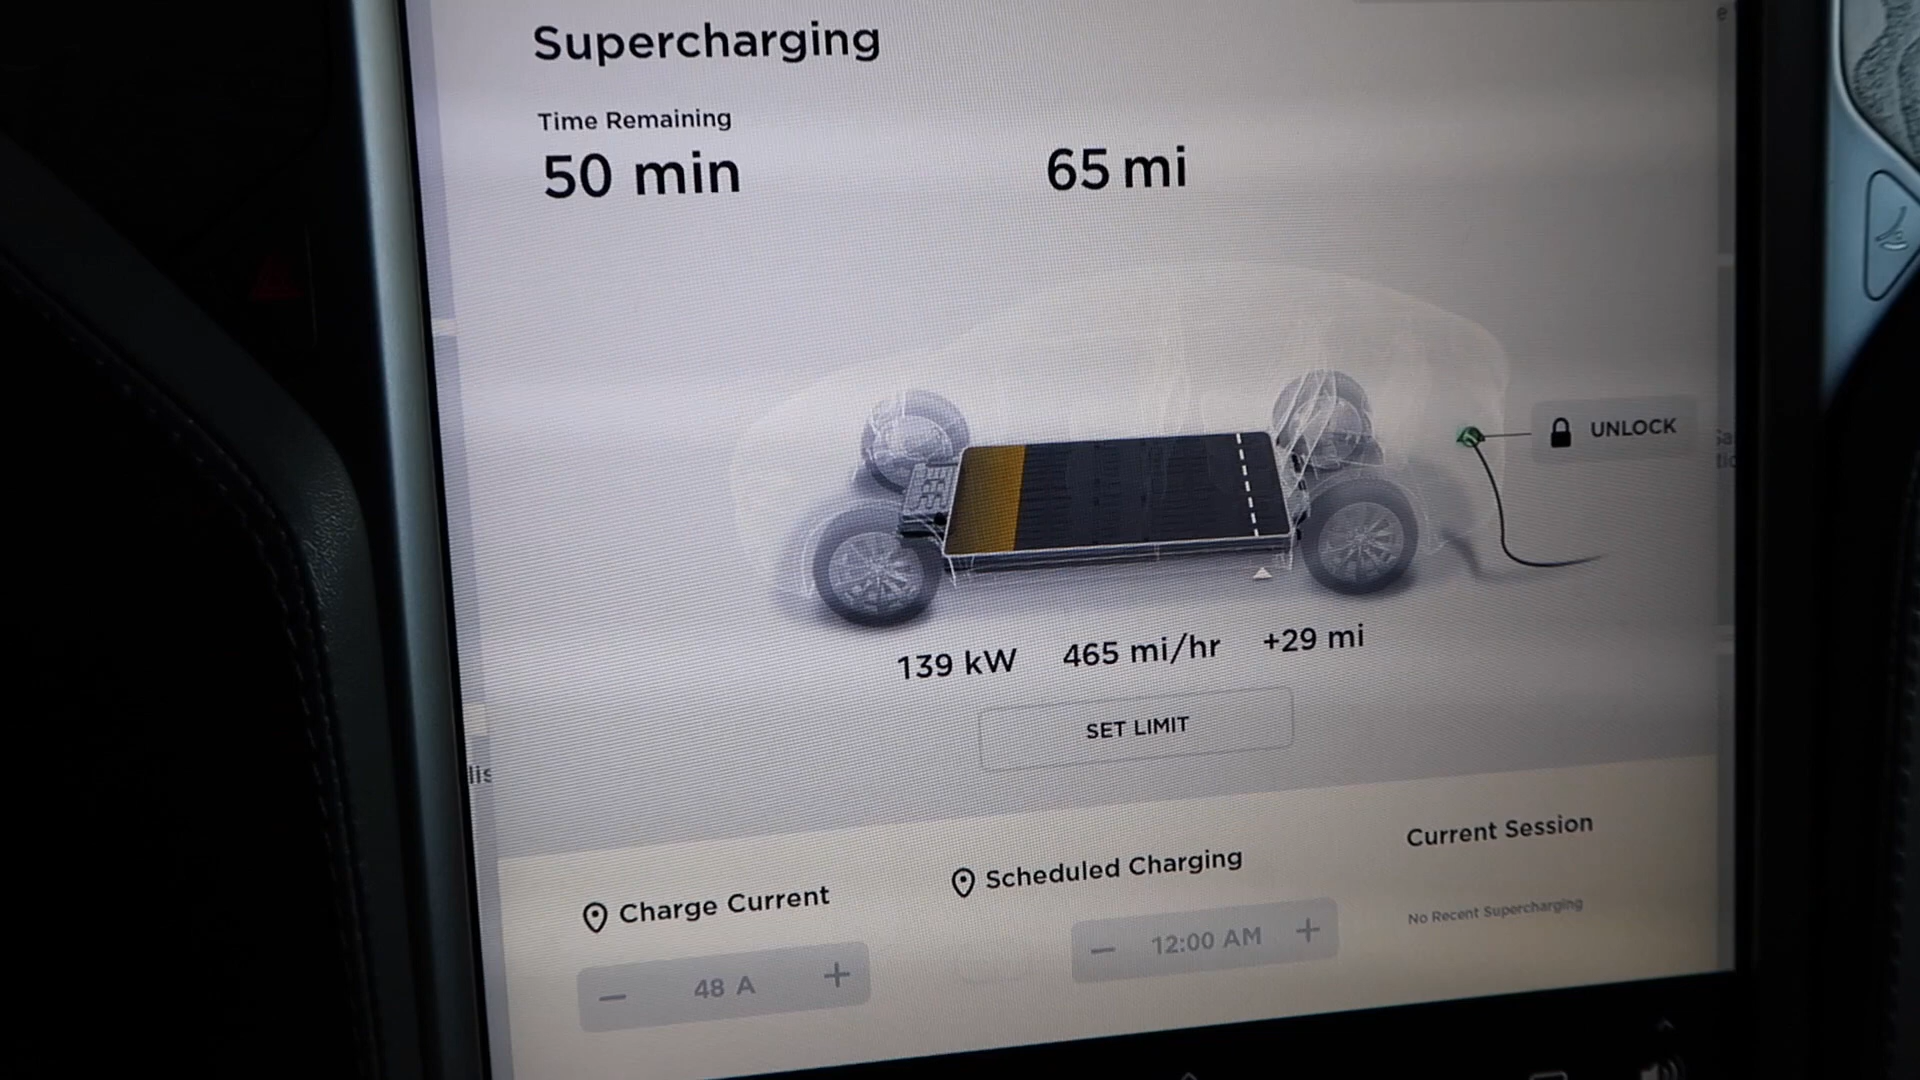 Supercharging
Time Remaining
50 min
65 mi
UNLOCK
139 kW 465 mi/hr +29 mi
SET LIMIT
lis
Charge Current
Scheduled Charging
Current Session
− 48 A +
− 12:00 AM +
No Recent Supercharging